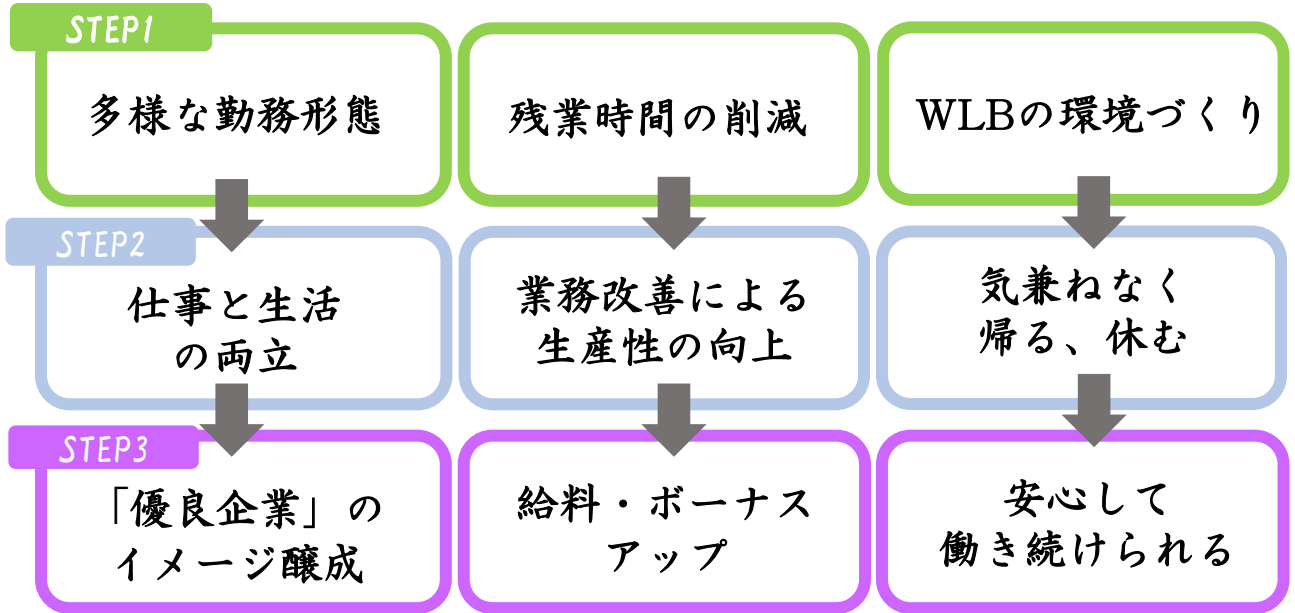 STEP1
多様な勤務形態
残業時間の削減
WLBの環境づくり
STEP2
仕事と生活
の両立
業務改善による
生産性の向上
気兼ねなく
帰る、休む
STEP3
「優良企業」の
イメージ醸成
給料・ボーナス
アップ
安心して
働き続けられる